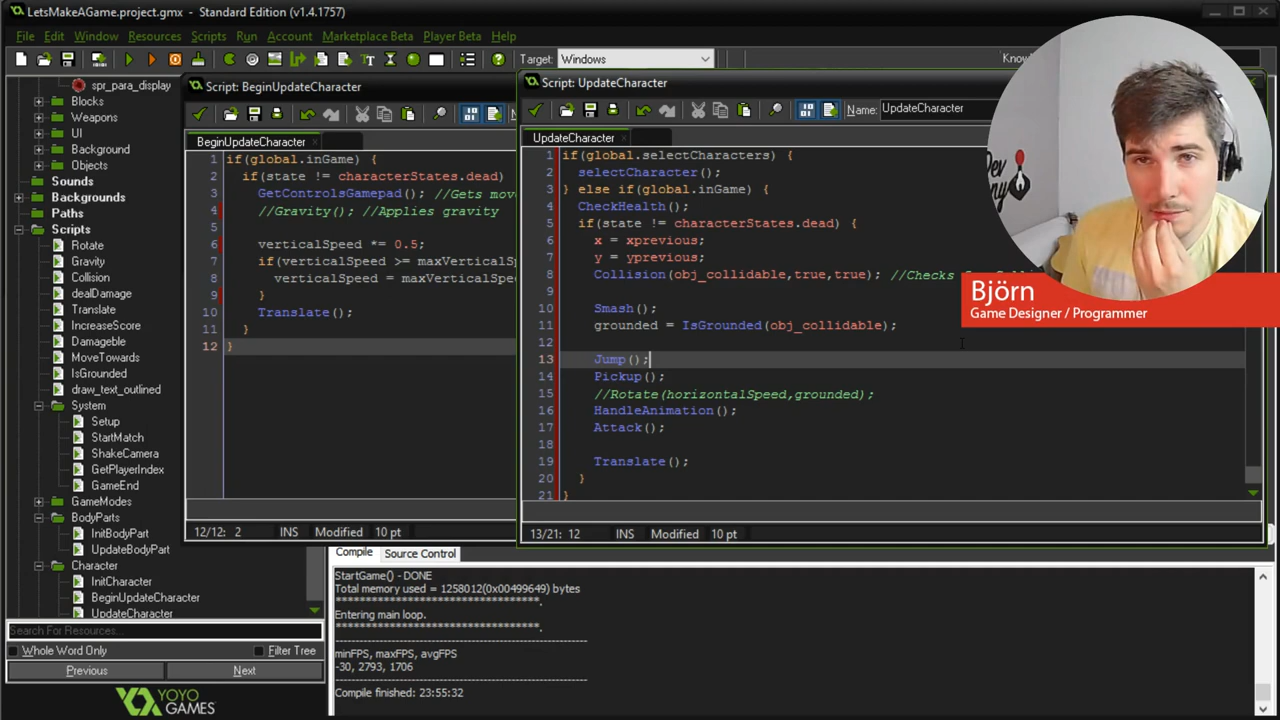 LetsMakeAGame.project.gmx - Standard Edition (v1.4.1757)
File Edit Window Resources Scripts Run Account Marketplace Beta Player Beta Help
Target: Windows
spr_para_display
Blocks
Weapons
UI
Background
Objects
Sounds
Backgrounds
Paths
Scripts
Rotate
Gravity
Collision
dealDamage
Translate
IncreaseScore
Damageble
MoveTowards
IsGrounded
draw_text_outlined
System
Setup
StartMatch
ShakeCamera
GetPlayerIndex
GameEnd
GameModes
BodyParts
InitBodyPart
UpdateBodyPart
Character
InitCharacter
BeginUpdateCharacter
UpdateCharacter
Search For Resources...
Whole Word Only Filter Tree
Previous Next
YOYO
GAMES™
Script: BeginUpdateCharacter
BeginUpdateCharacter
1 if(global.inGame) {
2 if(state != characterStates.dead)
3 GetControlsGamepad(); //Gets mov
4 //Gravity(); //Applies gravity
5
6 verticalSpeed *= 0.5;
7 if(verticalSpeed >= maxVerticalSp
8 verticalSpeed = maxVerticalSpe
9 }
10 Translate();
11 }
12 }
12/12: 2 INS Modified 10 pt
Script: UpdateCharacter
Name: UpdateCharacter
UpdateCharacter
1 if(global.selectCharacters) {
2 selectCharacter();
3 } else if(global.inGame) {
4 CheckHealth();
5 if(state != characterStates.dead) {
6 x = xprevious;
7 y = yprevious;
8 Collision(obj_collidable,true,true); //Checks
9
10 Smash();
11 grounded = IsGrounded(obj_collidable);
12
13 Jump();
14 Pickup();
15 //Rotate(horizontalSpeed,grounded);
16 HandleAnimation();
17 Attack();
18
19 Translate();
20 }
21 }
13/21: 12 INS Modified 10 pt
Björn
Game Designer / Programmer
Compile Source Control
StartGame() - DONE
Total memory used = 1258012(0x00499649) bytes
**********************************.
Entering main loop.
**********************************.
minFPS, maxFPS, avgFPS
-30, 2793, 1706
Compile finished: 23:55:32